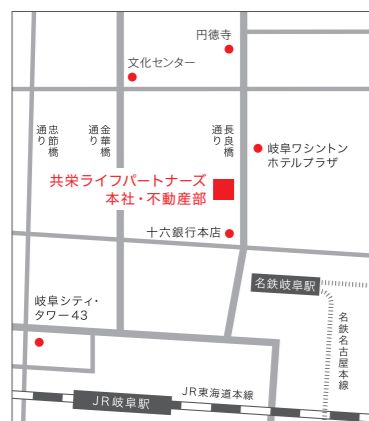 円徳寺
文化センター
忠節橋
通り
金華橋
通り
長良橋
通り
岐阜ワシントン
ホテルプラザ
共栄ライフパートナーズ
本社・不動産部
十六銀行本店
名鉄岐阜駅
岐阜シティ・
タワー43
名鉄名古屋本線
JR東海道本線
JR岐阜駅